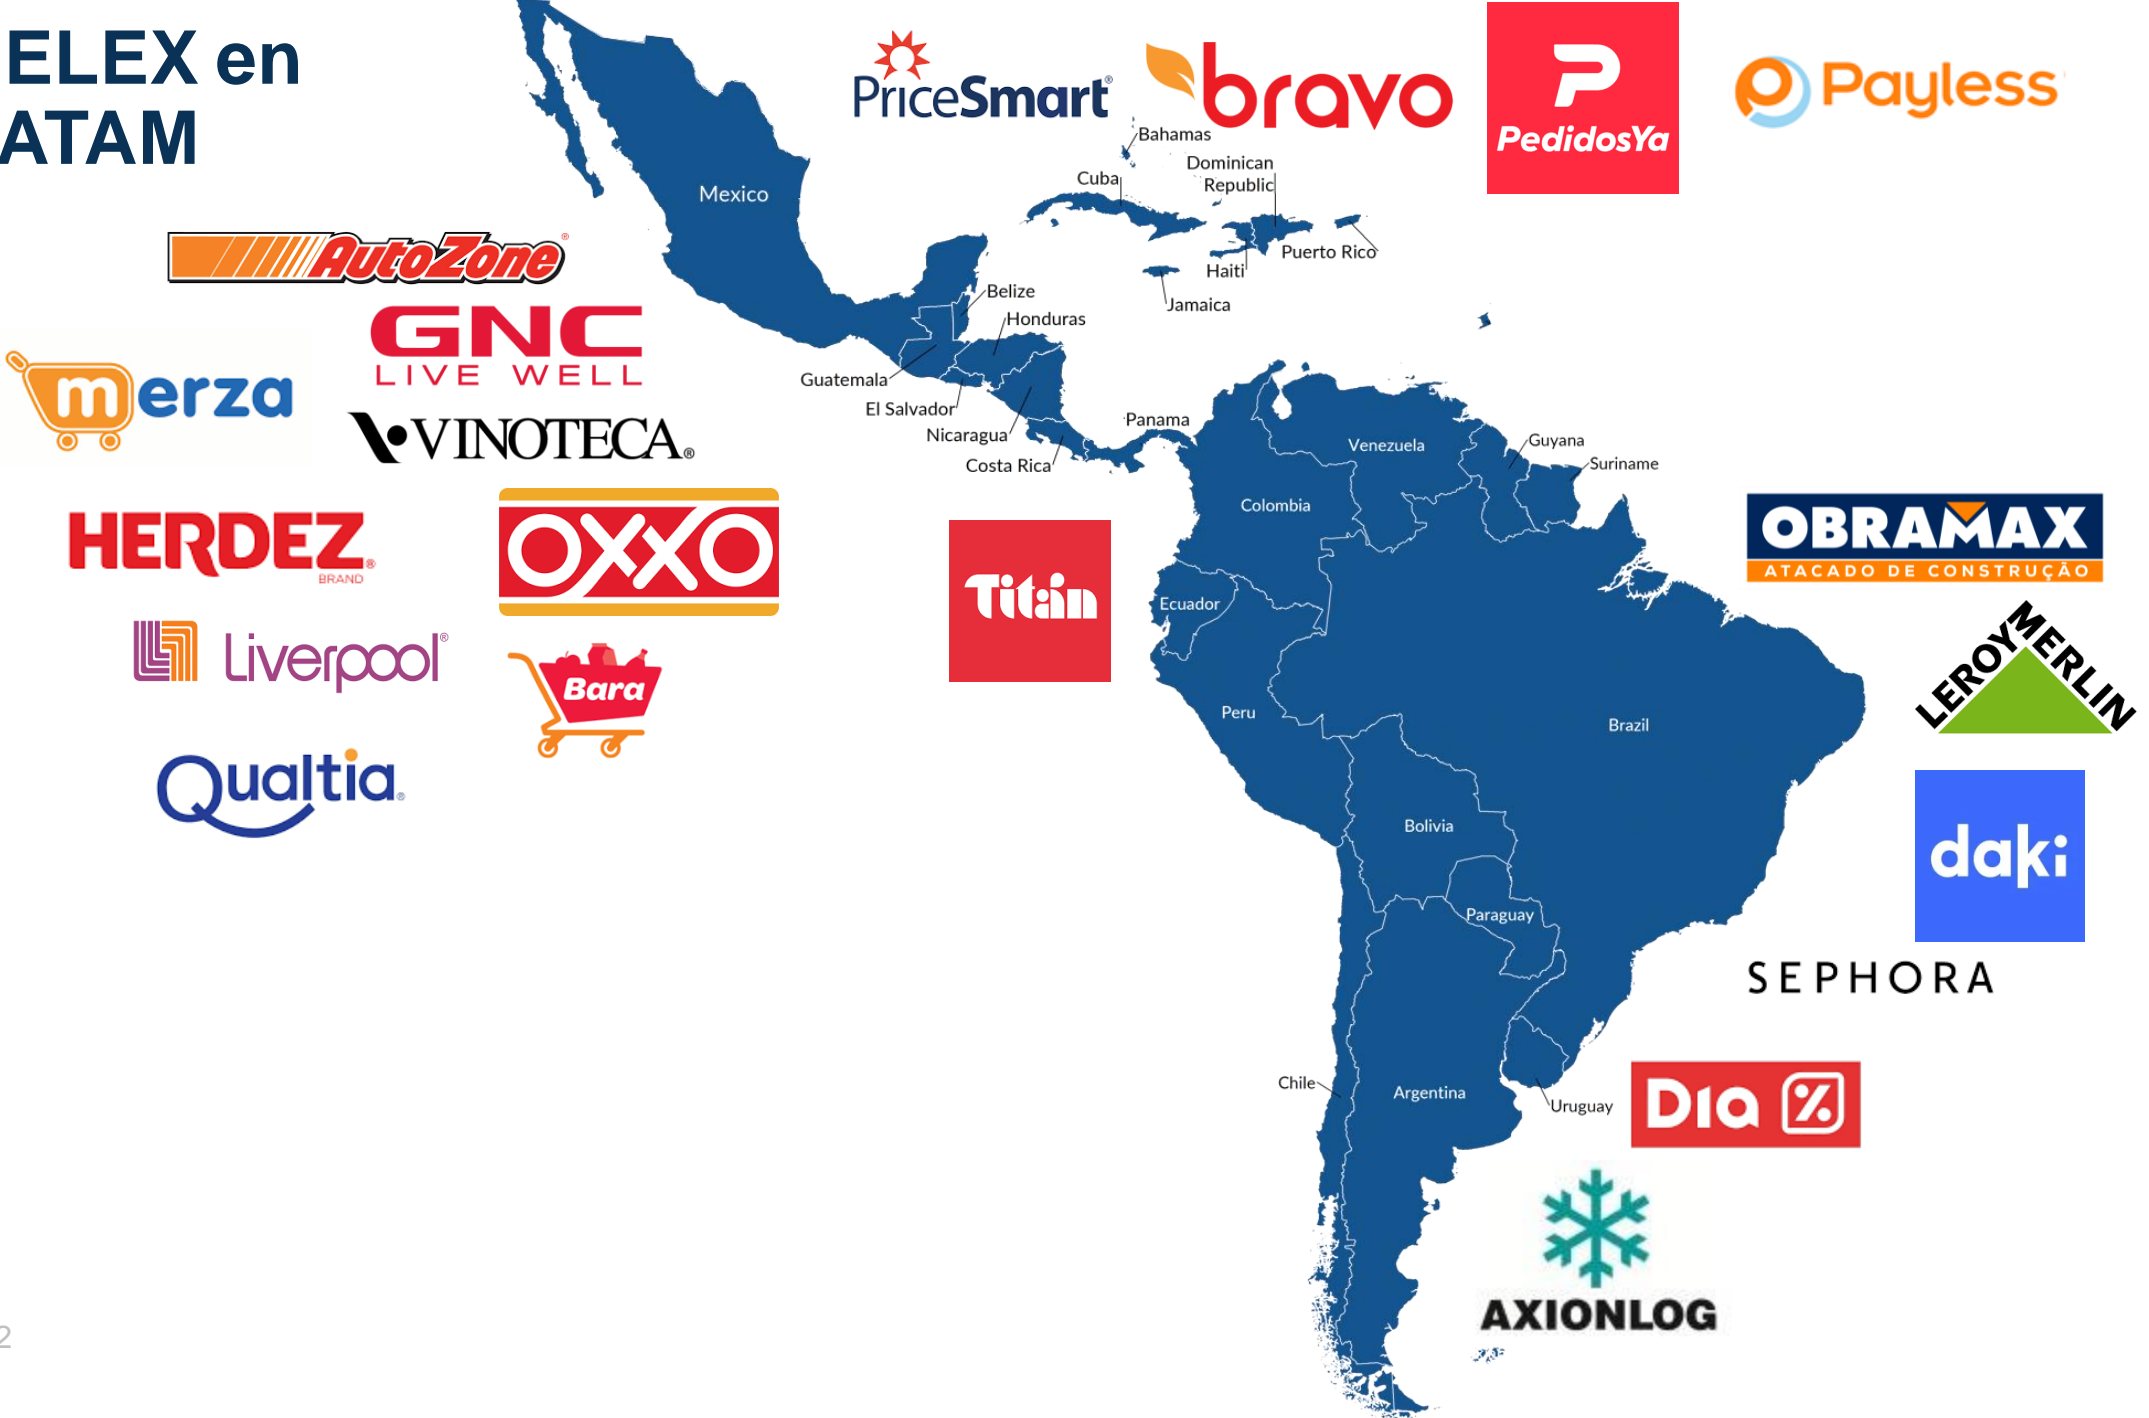 ELEX en
ATAM
PriceSmart®
bravo
PedidosYa
Payless
Bahamas
Dominican
Republic
Cuba
Mexico
Puerto Rico
Haiti
Jamaica
AutoZone®
GNC
LIVE WELL
Belize
Honduras
merza
VINOTECA®
Guatemala
El Salvador
Nicaragua
Costa Rica
Panama
Venezuela
Guyana
Suriname
Colombia
HERDEZ®
BRAND
OXXO
Titán
OBRAMAX
ATACADO DE CONSTRUÇÃO
Ecuador
Liverpool®
Bara
LEROY MERLIN
Peru
Brazil
Qualtia®
Bolivia
daki
Paraguay
SEPHORA
Chile
Argentina
Uruguay
Dia %
AXIONLOG
2